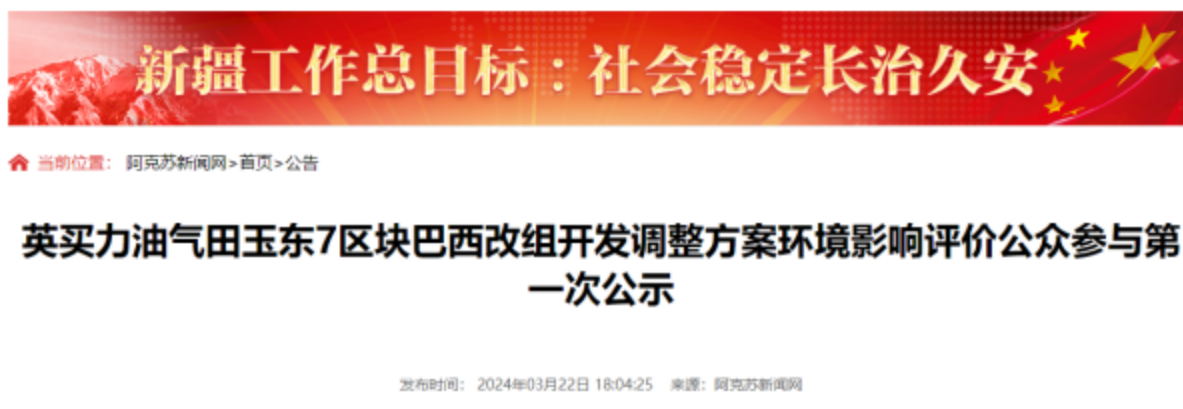 新疆工作总目标：社会稳定长治久安
当前位置： 阿克苏新闻网>首页>公告
英买力油气田玉东7区块巴西改组开发调整方案环境影响评价公众参与第
一次公示
发布时间： 2024年03月22日 18:04:25 来源：阿克苏新闻网